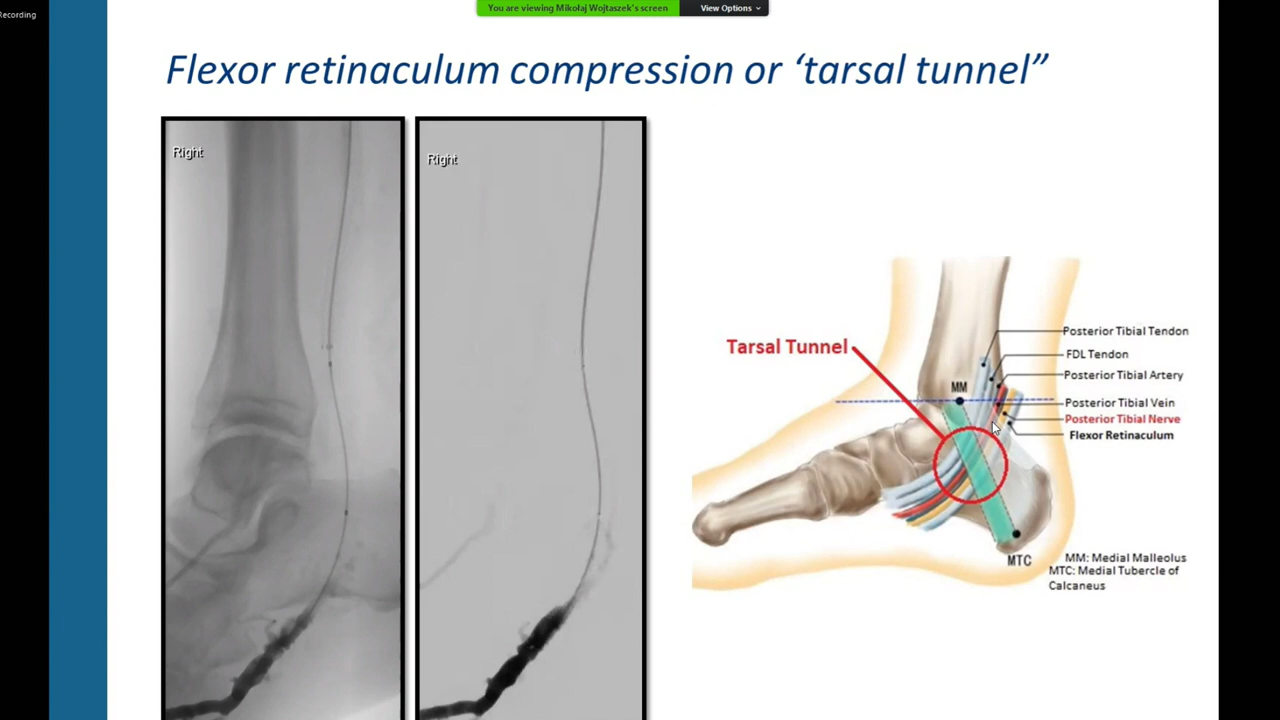 Recording
You are viewing Mikołaj Wojtaszek's screen
View Options
Flexor retinaculum compression or ‘tarsal tunnel”
Right
Right
Tarsal Tunnel
MM
Posterior Tibial Tendon
FDL Tendon
Posterior Tibial Artery
Posterior Tibial Vein
Posterior Tibial Nerve
Flexor Retinaculum
MTC
MM: Medial Malleolus
MTC: Medial Tubercle of
Calcaneus